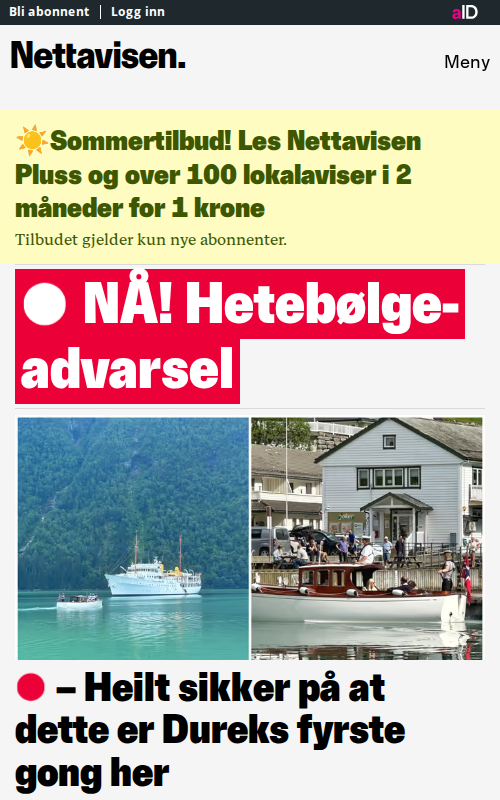 Bli abonnent | Logg inn
aID
Nettavisen.
Meny
☀️Sommertilbud! Les Nettavisen
Pluss og over 100 lokalaviser i 2
måneder for 1 krone
Tilbudet gjelder kun nye abonnenter.
NÅ! Hetebølge-
advarsel
– Heilt sikker på at
dette er Dureks fyrste
gong her